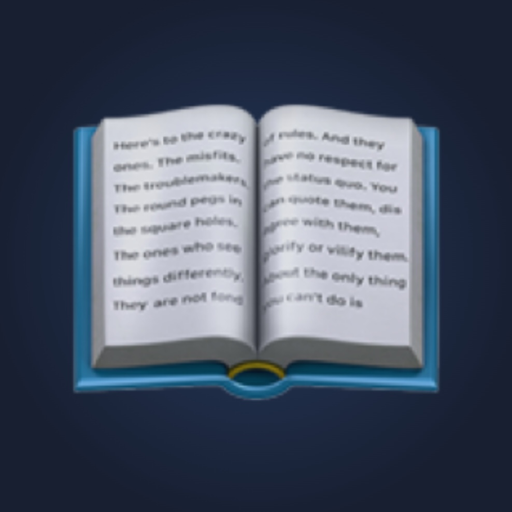 Here's to the crazy
ones. The misfits.
The troublemakers.
The round pegs in
the square holes.
The ones who see
things differently.
They are not fond
of rules. And they
have no respect for
the status quo. You
can quote them, dis
agree with them,
glorify or vilify them.
About the only thing
you can't do is